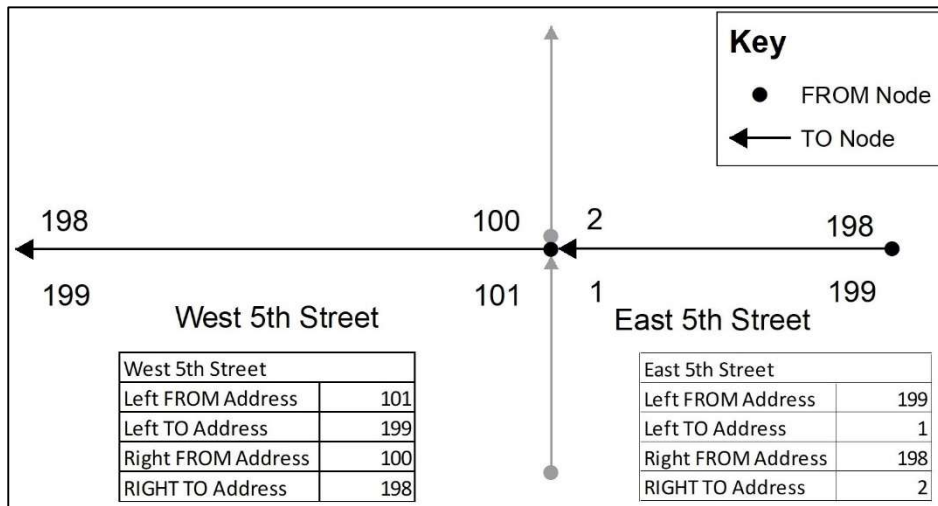 Key
FROM Node
TO Node
198 100 2 198
199 101 1 199
West 5th Street East 5th Street
West 5th Street
Left FROM Address 101
Left TO Address 199
Right FROM Address 100
RIGHT TO Address 198
East 5th Street
Left FROM Address 199
Left TO Address 1
Right FROM Address 198
RIGHT TO Address 2